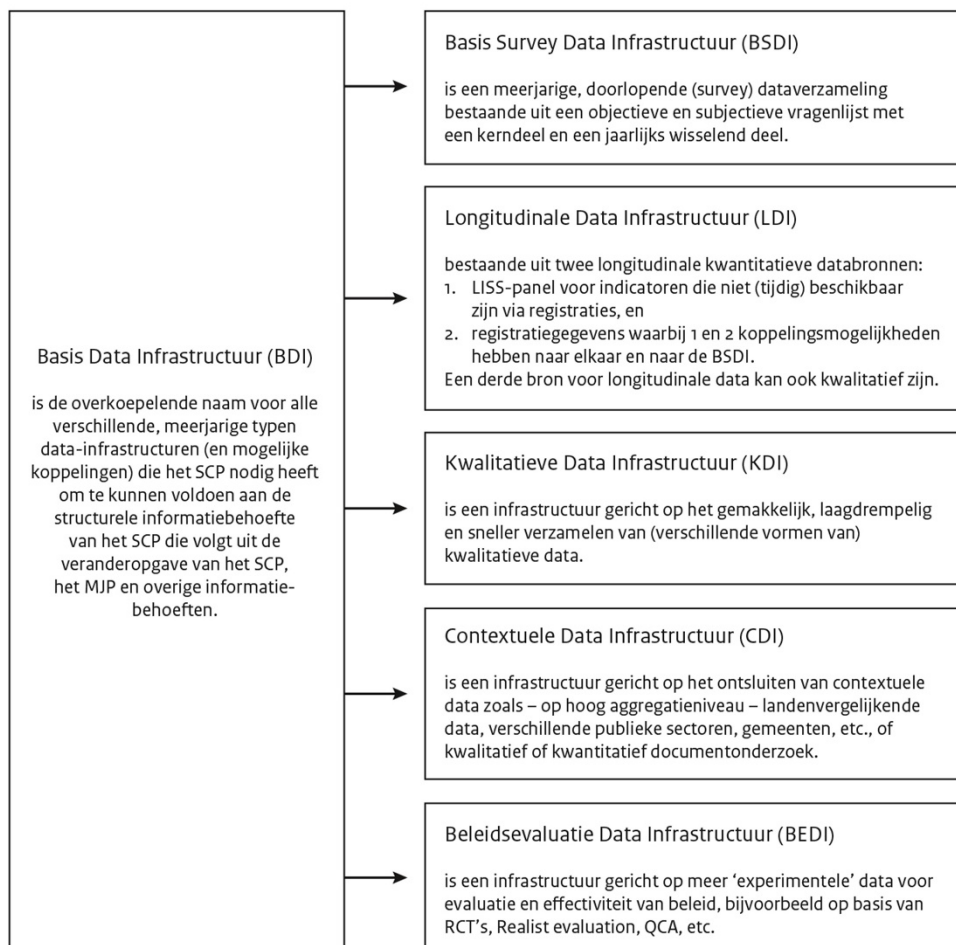 Basis Data Infrastructuur (BDI)
is de overkoepelende naam voor alle
verschillende, meerjarige typen
data-infrastructuren (en mogelijke
koppelingen) die het SCP nodig heeft
om te kunnen voldoen aan de
structurele informatiebehoefte
van het SCP die volgt uit de
veranderopgave van het SCP,
het MJP en overige informatie-
behoeften.
Basis Survey Data Infrastructuur (BSDI)
is een meerjarige, doorlopende (survey) dataverzameling
bestaande uit een objectieve en subjectieve vragenlijst met
een kerndeel en een jaarlijks wisselend deel.
Longitudinale Data Infrastructuur (LDI)
bestaande uit twee longitudinale kwantitatieve databronnen:
1. LISS-panel voor indicatoren die niet (tijdig) beschikbaar
zijn via registraties, en
2. registratiegegevens waarbij 1 en 2 koppelingsmogelijkheden
hebben naar elkaar en naar de BSDI.
Een derde bron voor longitudinale data kan ook kwalitatief zijn.
Kwalitatieve Data Infrastructuur (KDI)
is een infrastructuur gericht op het gemakkelijk, laagdrempelig
en sneller verzamelen van (verschillende vormen van)
kwalitatieve data.
Contextuele Data Infrastructuur (CDI)
is een infrastructuur gericht op het ontsluiten van contextuele
data zoals – op hoog aggregatieniveau – landenvergelijkende
data, verschillende publieke sectoren, gemeenten, etc., of
kwalitatief of kwantitatief documentonderzoek.
Beleidsevaluatie Data Infrastructuur (BEDI)
is een infrastructuur gericht op meer ‘experimentele’ data voor
evaluatie en effectiviteit van beleid, bijvoorbeeld op basis van
RCT’s, Realist evaluation, QCA, etc.